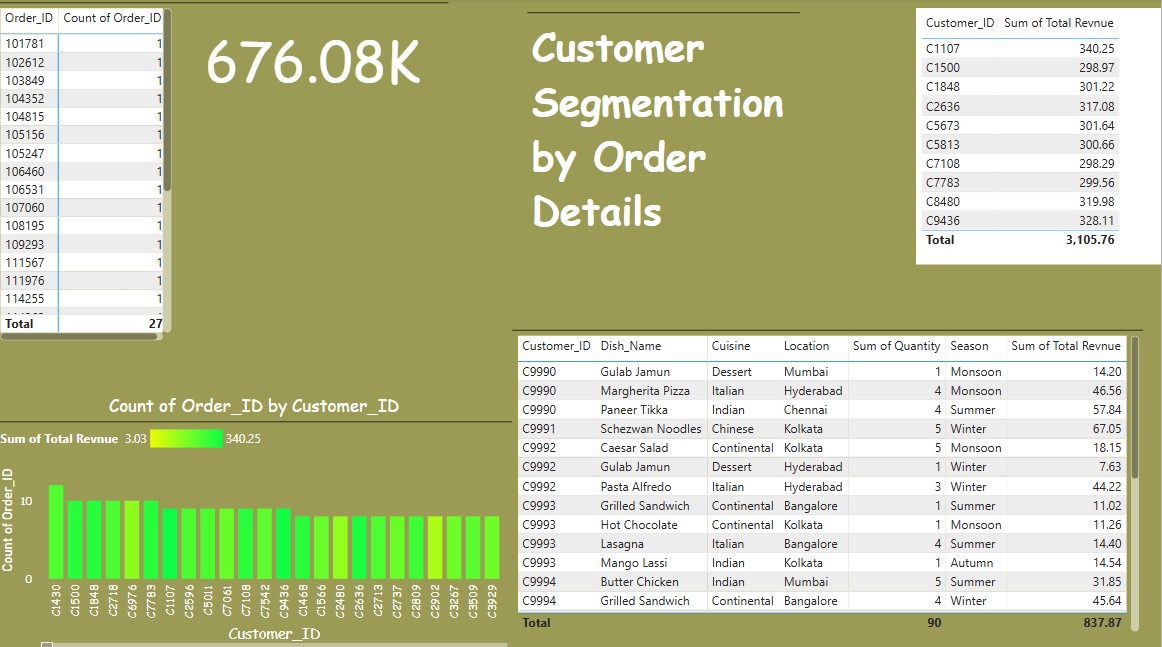 Order_ID Count of Order_ID
101781 1
102612 1
103849 1
104352 1
104815 1
105156 1
105247 1
106460 1
106531 1
107060 1
108195 1
109293 1
111567 1
111976 1
114255 1
Total 27
676.08K
Customer
Segmentation
by Order
Details
Customer_ID Sum of Total Revnue
C1107 340.25
C1500 298.97
C1848 301.22
C2636 317.08
C5673 301.64
C5813 300.66
C7108 298.29
C7783 299.56
C8480 319.98
C9436 328.11
Total 3,105.76
Count of Order_ID by Customer_ID
Sum of Total Revnue 3.03 340.25
Count of Order_ID
10
0
C1430 C1500 C1848 C2718 C6976 C7783 C1107 C2596 C5011 C7061 C7108 C7542 C9436 C1468 C1566 C2480 C2636 C2713 C2737 C2809 C2902 C3267 C3509 C3929
Customer_ID
Customer_ID Dish_Name Cuisine Location Sum of Quantity Season Sum of Total Revnue
C9990 Gulab Jamun Dessert Mumbai 1 Monsoon 14.20
C9990 Margherita Pizza Italian Hyderabad 4 Monsoon 46.56
C9990 Paneer Tikka Indian Chennai 4 Summer 57.84
C9991 Schezwan Noodles Chinese Kolkata 5 Winter 67.05
C9992 Caesar Salad Continental Kolkata 5 Monsoon 18.15
C9992 Gulab Jamun Dessert Hyderabad 1 Winter 7.63
C9992 Pasta Alfredo Italian Hyderabad 3 Winter 44.22
C9993 Grilled Sandwich Continental Bangalore 1 Summer 11.02
C9993 Hot Chocolate Continental Kolkata 1 Monsoon 11.26
C9993 Lasagna Italian Bangalore 4 Summer 14.40
C9993 Mango Lassi Indian Kolkata 1 Autumn 14.54
C9994 Butter Chicken Indian Mumbai 5 Summer 31.85
C9994 Grilled Sandwich Continental Bangalore 4 Winter 45.64
Total 90 837.87